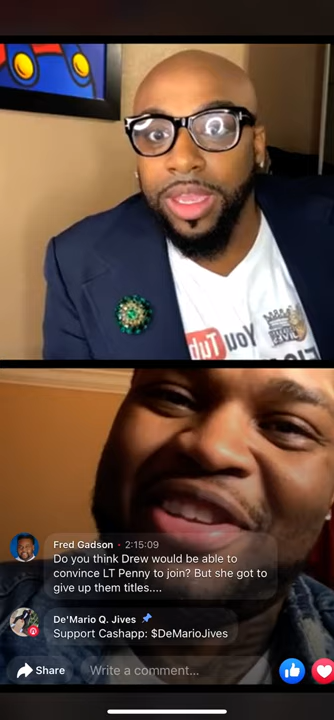 YouTub
Fred Gadson · 2:15:09
Do you think Drew would be able to
convince LT Penny to join? But she got to
give up them titles....
De'Mario Q. Jives
Support Cashapp: $DeMarioJives
Share
Write a comment...